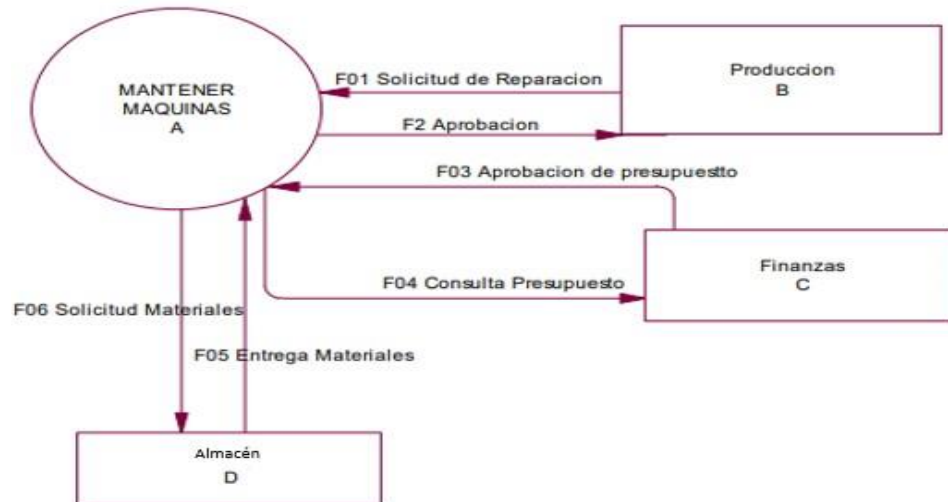 MANTENER
MAQUINAS
A
F01 Solicitud de Reparacion
Produccion
B
F2 Aprobacion
F03 Aprobacion de presupuestto
Finanzas
C
F04 Consulta Presupuesto
F06 Solicitud Materiales
F05 Entrega Materiales
Almacén
D